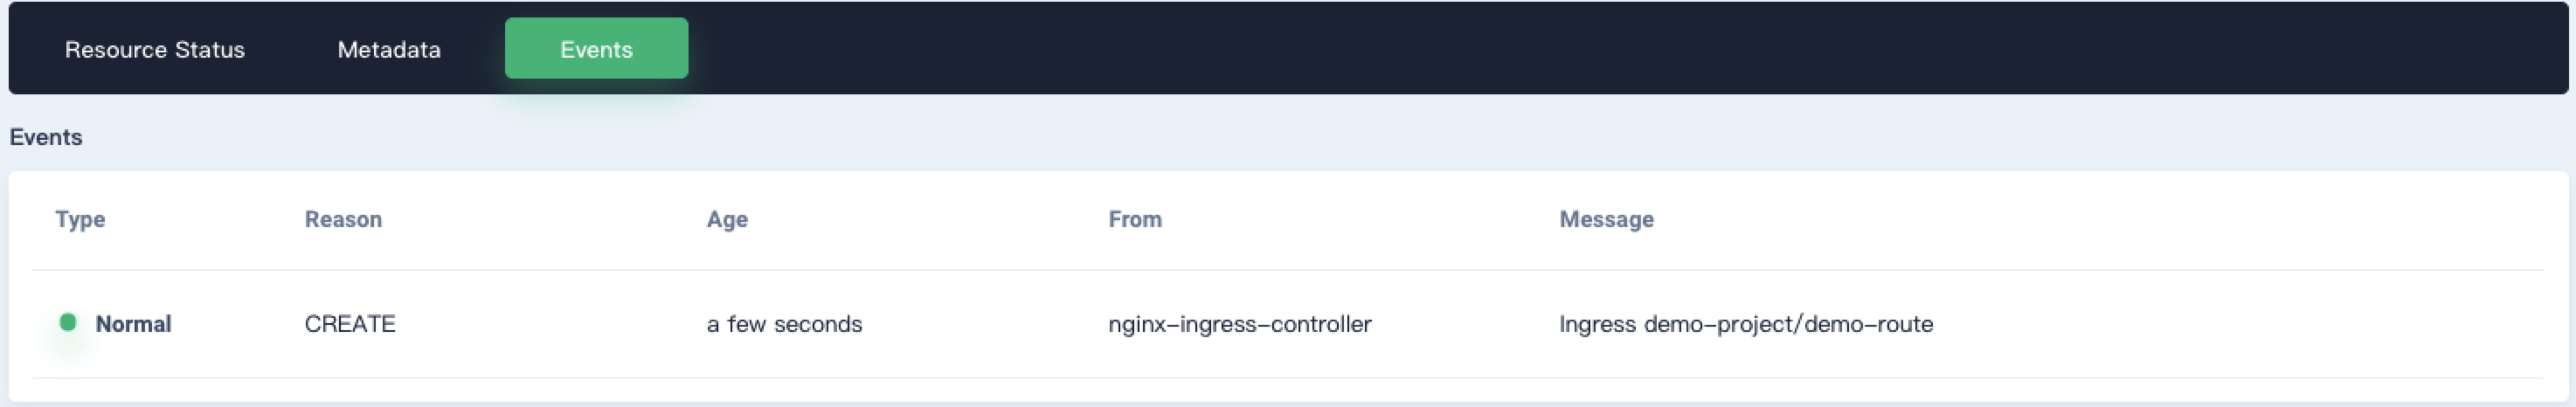 Resource Status Metadata Events
Events
Type Reason Age From Message
Normal CREATE a few seconds nginx-ingress-controller Ingress demo-project/demo-route